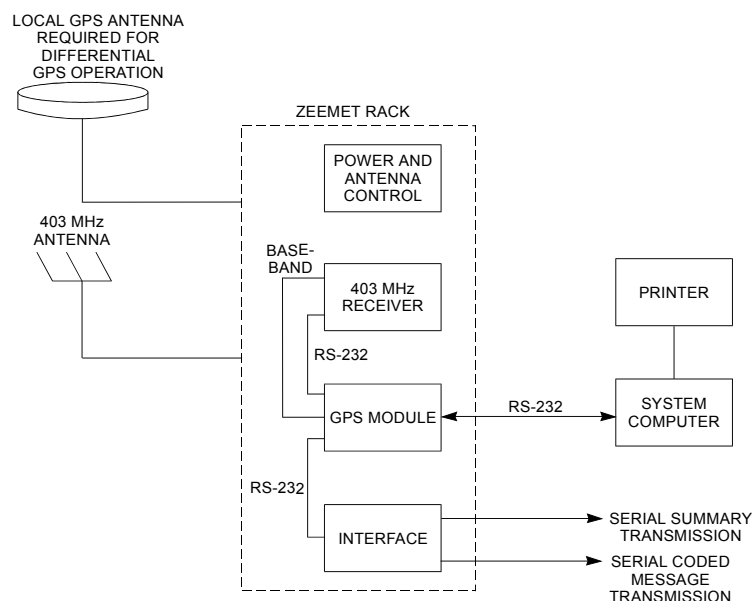 LOCAL GPS ANTENNA
REQUIRED FOR
DIFFERENTIAL
GPS OPERATION
ZEEMET RACK
POWER AND
ANTENNA
CONTROL
403 MHz
ANTENNA
BASE-
BAND
403 MHz
RECEIVER
PRINTER
RS-232
GPS MODULE
RS-232
SYSTEM
COMPUTER
RS-232
INTERFACE
SERIAL SUMMARY
TRANSMISSION
SERIAL CODED
MESSAGE
TRANSMISSION